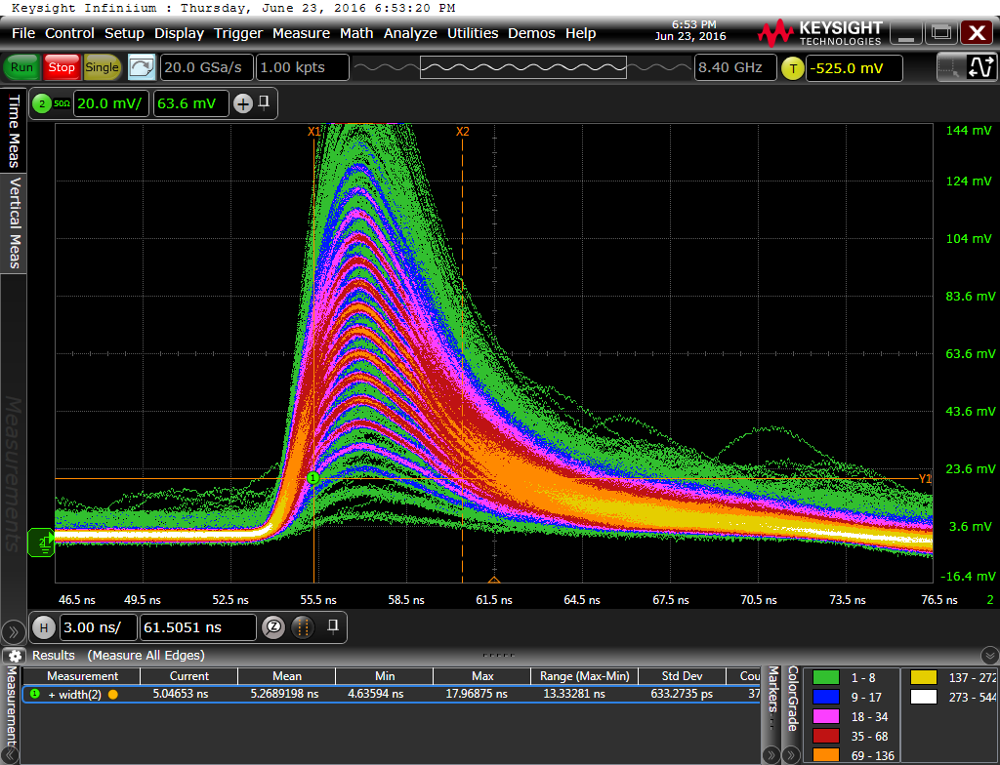 Keysight Infiniium : Thursday, June 23, 2016 6:53:20 PM
File Control Setup Display Trigger Measure Math Analyze Utilities Demos Help
6:53 PM
Jun 23, 2016
KEYSIGHT
TECHNOLOGIES
Run Stop Single 20.0 GSa/s 1.00 kpts 8.40 GHz T -525.0 mV
2 50Ω 20.0 mV/ 63.6 mV
Time Meas
Vertical Meas
Measurements
X1 X2
144 mV
124 mV
104 mV
83.6 mV
63.6 mV
43.6 mV
Y1
1
23.6 mV
2
3.6 mV
-16.4 mV
46.5 ns 49.5 ns 52.5 ns 55.5 ns 58.5 ns 61.5 ns 64.5 ns 67.5 ns 70.5 ns 73.5 ns 76.5 ns 2
H 3.00 ns/ 61.5051 ns
Results (Measure All Edges)
Measurement Current Mean Min Max Range (Max-Min) Std Dev Cou
1 + width(2) 5.04653 ns 5.2689198 ns 4.63594 ns 17.96875 ns 13.33281 ns 633.2735 ps 37
Measurement
Markers
ColorGrade
1 - 8
9 - 17
18 - 34
35 - 68
69 - 136
137 - 272
273 - 544